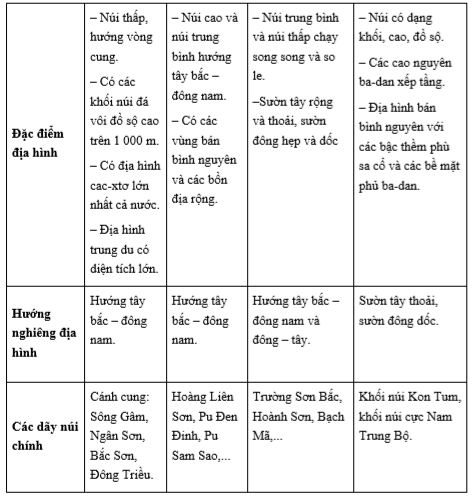 Đặc điểm
địa hình
– Núi thấp,
hướng vòng
cung.
– Có các
khối núi đá
vôi đồ sộ cao
trên 1 000 m.
– Có địa hình
cac-xtơ lớn
nhất cả nước.
– Địa hình
trung du có
diện tích lớn.
– Núi cao và
núi trung
bình hướng
tây bắc –
đông nam.
– Có các
vùng bán
bình nguyên
và các bồn
địa rộng.
– Núi trung bình
và núi thấp chạy
song song và so
le.
–Sườn tây rộng
và thoải, sườn
đông hẹp và dốc
– Núi có dạng
khối, cao, đồ sộ.
– Các cao nguyên
ba-dan xếp tầng.
– Địa hình bán
bình nguyên với
các bậc thềm phù
sa cổ và các bề mặt
phủ ba-dan.
Hướng
nghiêng địa
hình
Hướng tây
bắc – đông
nam.
Hướng tây
bắc – đông
nam.
Hướng tây bắc –
đông nam và
đông – tây.
Sườn tây thoải,
sườn đông dốc.
Các dãy núi
chính
Cánh cung:
Sông Gâm,
Ngân Sơn,
Bắc Sơn,
Đông Triều.
Hoàng Liên
Sơn, Pu Đen
Đinh, Pu
Sam Sao,...
Trường Sơn Bắc,
Hoành Sơn, Bạch
Mã,...
Khối núi Kon Tum,
khối núi cực Nam
Trung Bộ.